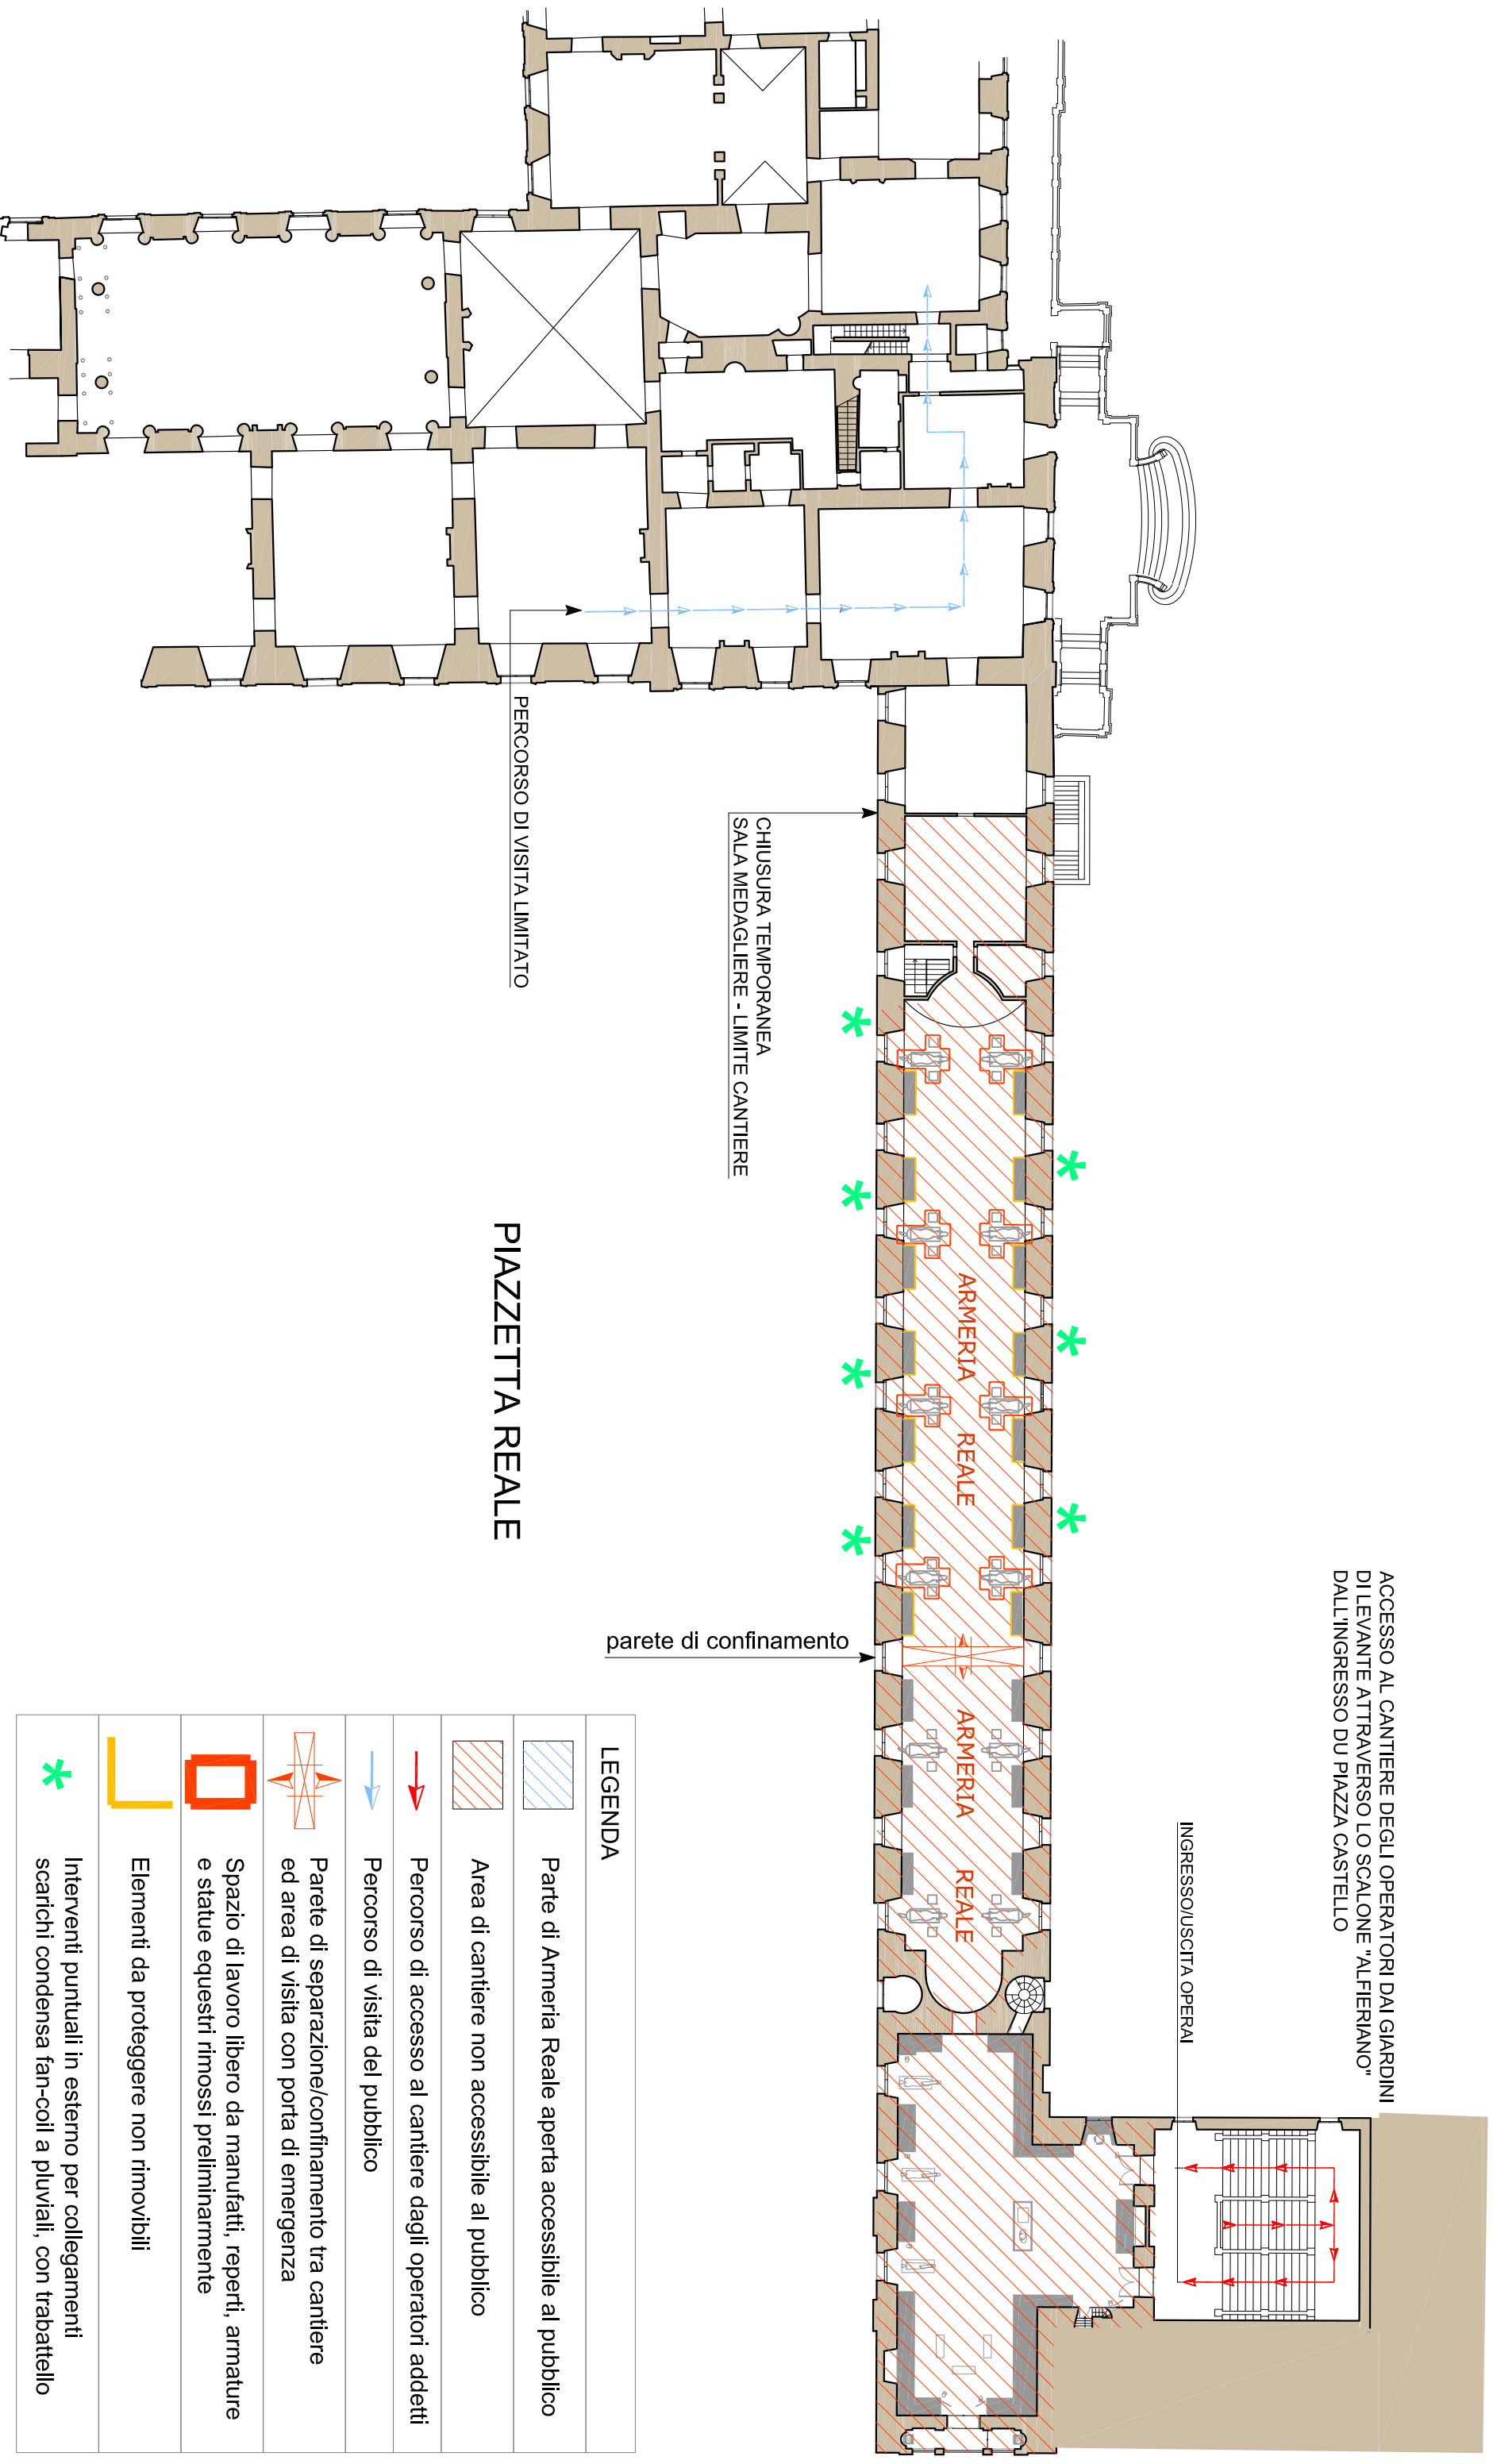 ACCESSO AL CANTIERE DEGLI OPERATORI DAI GIARDINI
DI LEVANTE ATTRAVERSO LO SCALONE "ALFIERIANO"
DALL'INGRESSO DU PIAZZA CASTELLO
INGRESSO/USCITA OPERAI
ARMERIA REALE
ARMERIA REALE
CHIUSURA TEMPORANEA
SALA MEDAGLIERE - LIMITE CANTIERE
parete di confinamento
PERCORSO DI VISITA LIMITATO
PIAZZETTA REALE
LEGENDA
Parte di Armeria Reale aperta accessibile al pubblico
Area di cantiere non accessibile al pubblico
Percorso di accesso al cantiere dagli operatori addetti
Percorso di visita del pubblico
Parete di separazione/confinamento tra cantiere
ed area di visita con porta di emergenza
Spazio di lavoro libero da manufatti, reperti, armature
e statue equestri rimossi preliminarmente
Elementi da proteggere non rimovibili
Interventi puntuali in esterno per collegamenti
scarichi condensa fan-coil a pluviali, con trabattello